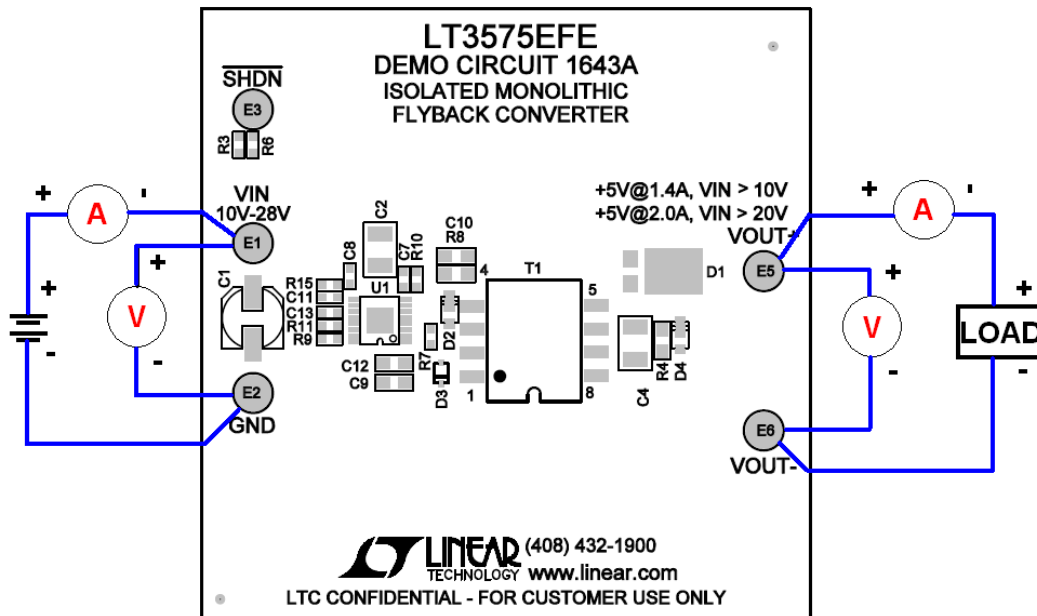 LT3575EFE
DEMO CIRCUIT 1643A
ISOLATED MONOLITHIC
FLYBACK CONVERTER
SHDN
E3
R3
R6
+
A
-
VIN
10V-28V
E1
+
V
-
+
-
C1
E2
GND
C2
C8
C7
R10
C10
R8
R15
C11
C13
R11
R9
U1
C12
C9
R7
D2
D3
4
T1
5
1
8
+5V@1.4A, VIN > 10V
+5V@2.0A, VIN > 20V
VOUT+
E5
D1
C4
R4
D4
E6
VOUT-
+
A
-
+
V
-
+
LOAD
-
LINEAR
TECHNOLOGY
(408) 432-1900
www.linear.com
LTC CONFIDENTIAL - FOR CUSTOMER USE ONLY